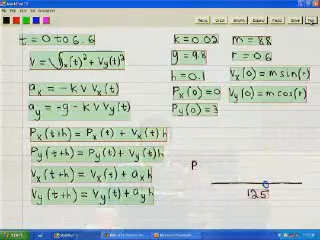 t = 0 to 6.6
k = 0.02
m = 88
v = √vx(t)² + vy(t)²
g = 9.8
r = 0.6
ax = -k v vx(t)
h = 0.1
vx(0) = m sin(r)
ay = -g - k v vy(t)
Px(0) = 0
vy(0) = m cos(r)
Py(0) = 3
Px(t+h) = Px(t) + vx(t) h
Py(t+h) = Py(t) + vy(t) h
P
vx(t+h) = vx(t) + ax h
125
vy(t+h) = vy(t) + ay h